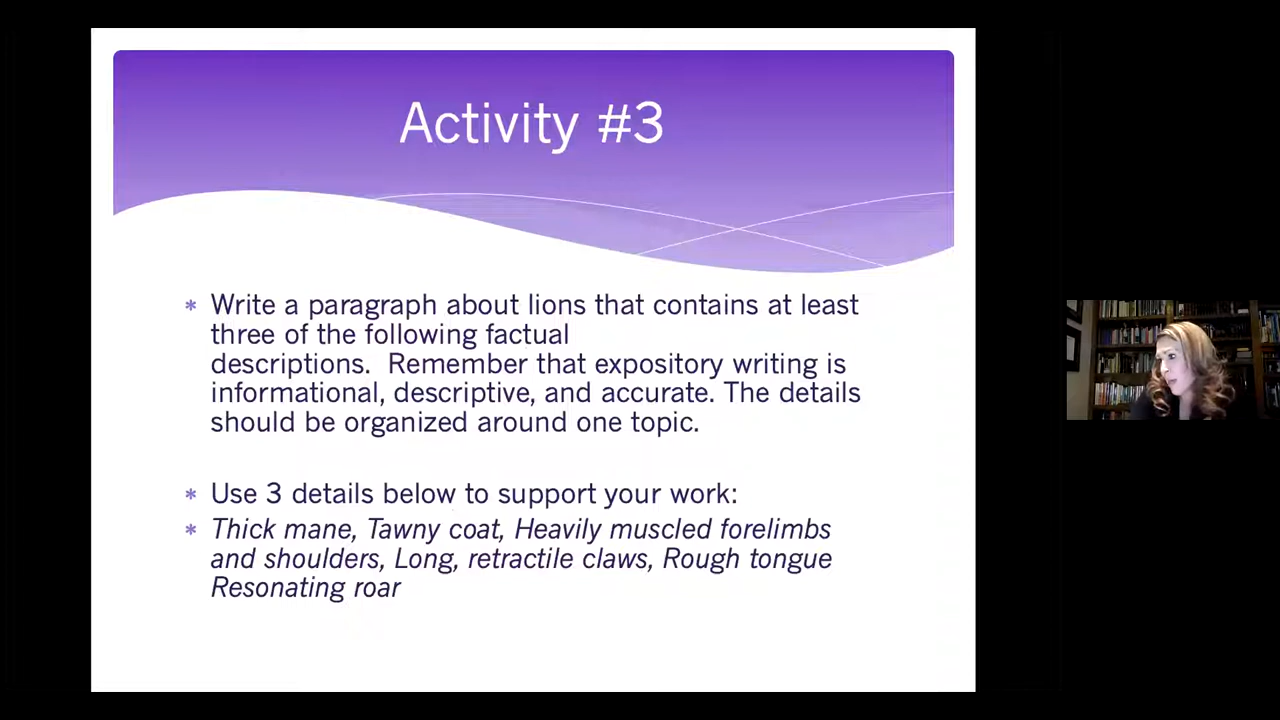 Activity #3
* Write a paragraph about lions that contains at least
three of the following factual
descriptions.  Remember that expository writing is
informational, descriptive, and accurate. The details
should be organized around one topic.
* Use 3 details below to support your work:
* Thick mane, Tawny coat, Heavily muscled forelimbs
and shoulders, Long, retractile claws, Rough tongue
Resonating roar